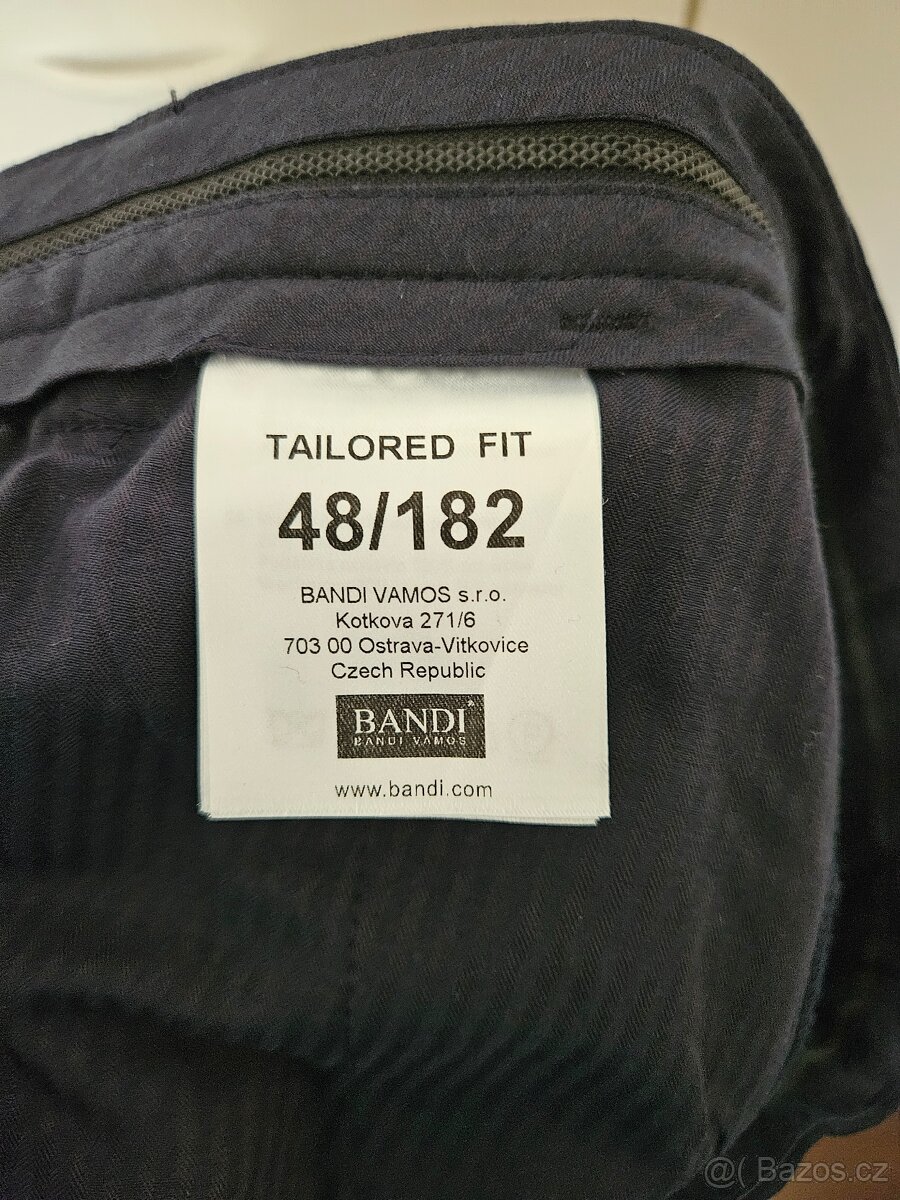 TAILORED FIT
48/182
BANDI VAMOS s.r.o.
Kotkova 271/6
703 00 Ostrava-Vitkovice
Czech Republic
BANDI
BANDI VAMOS
www.bandi.com
@( Bazos.cz